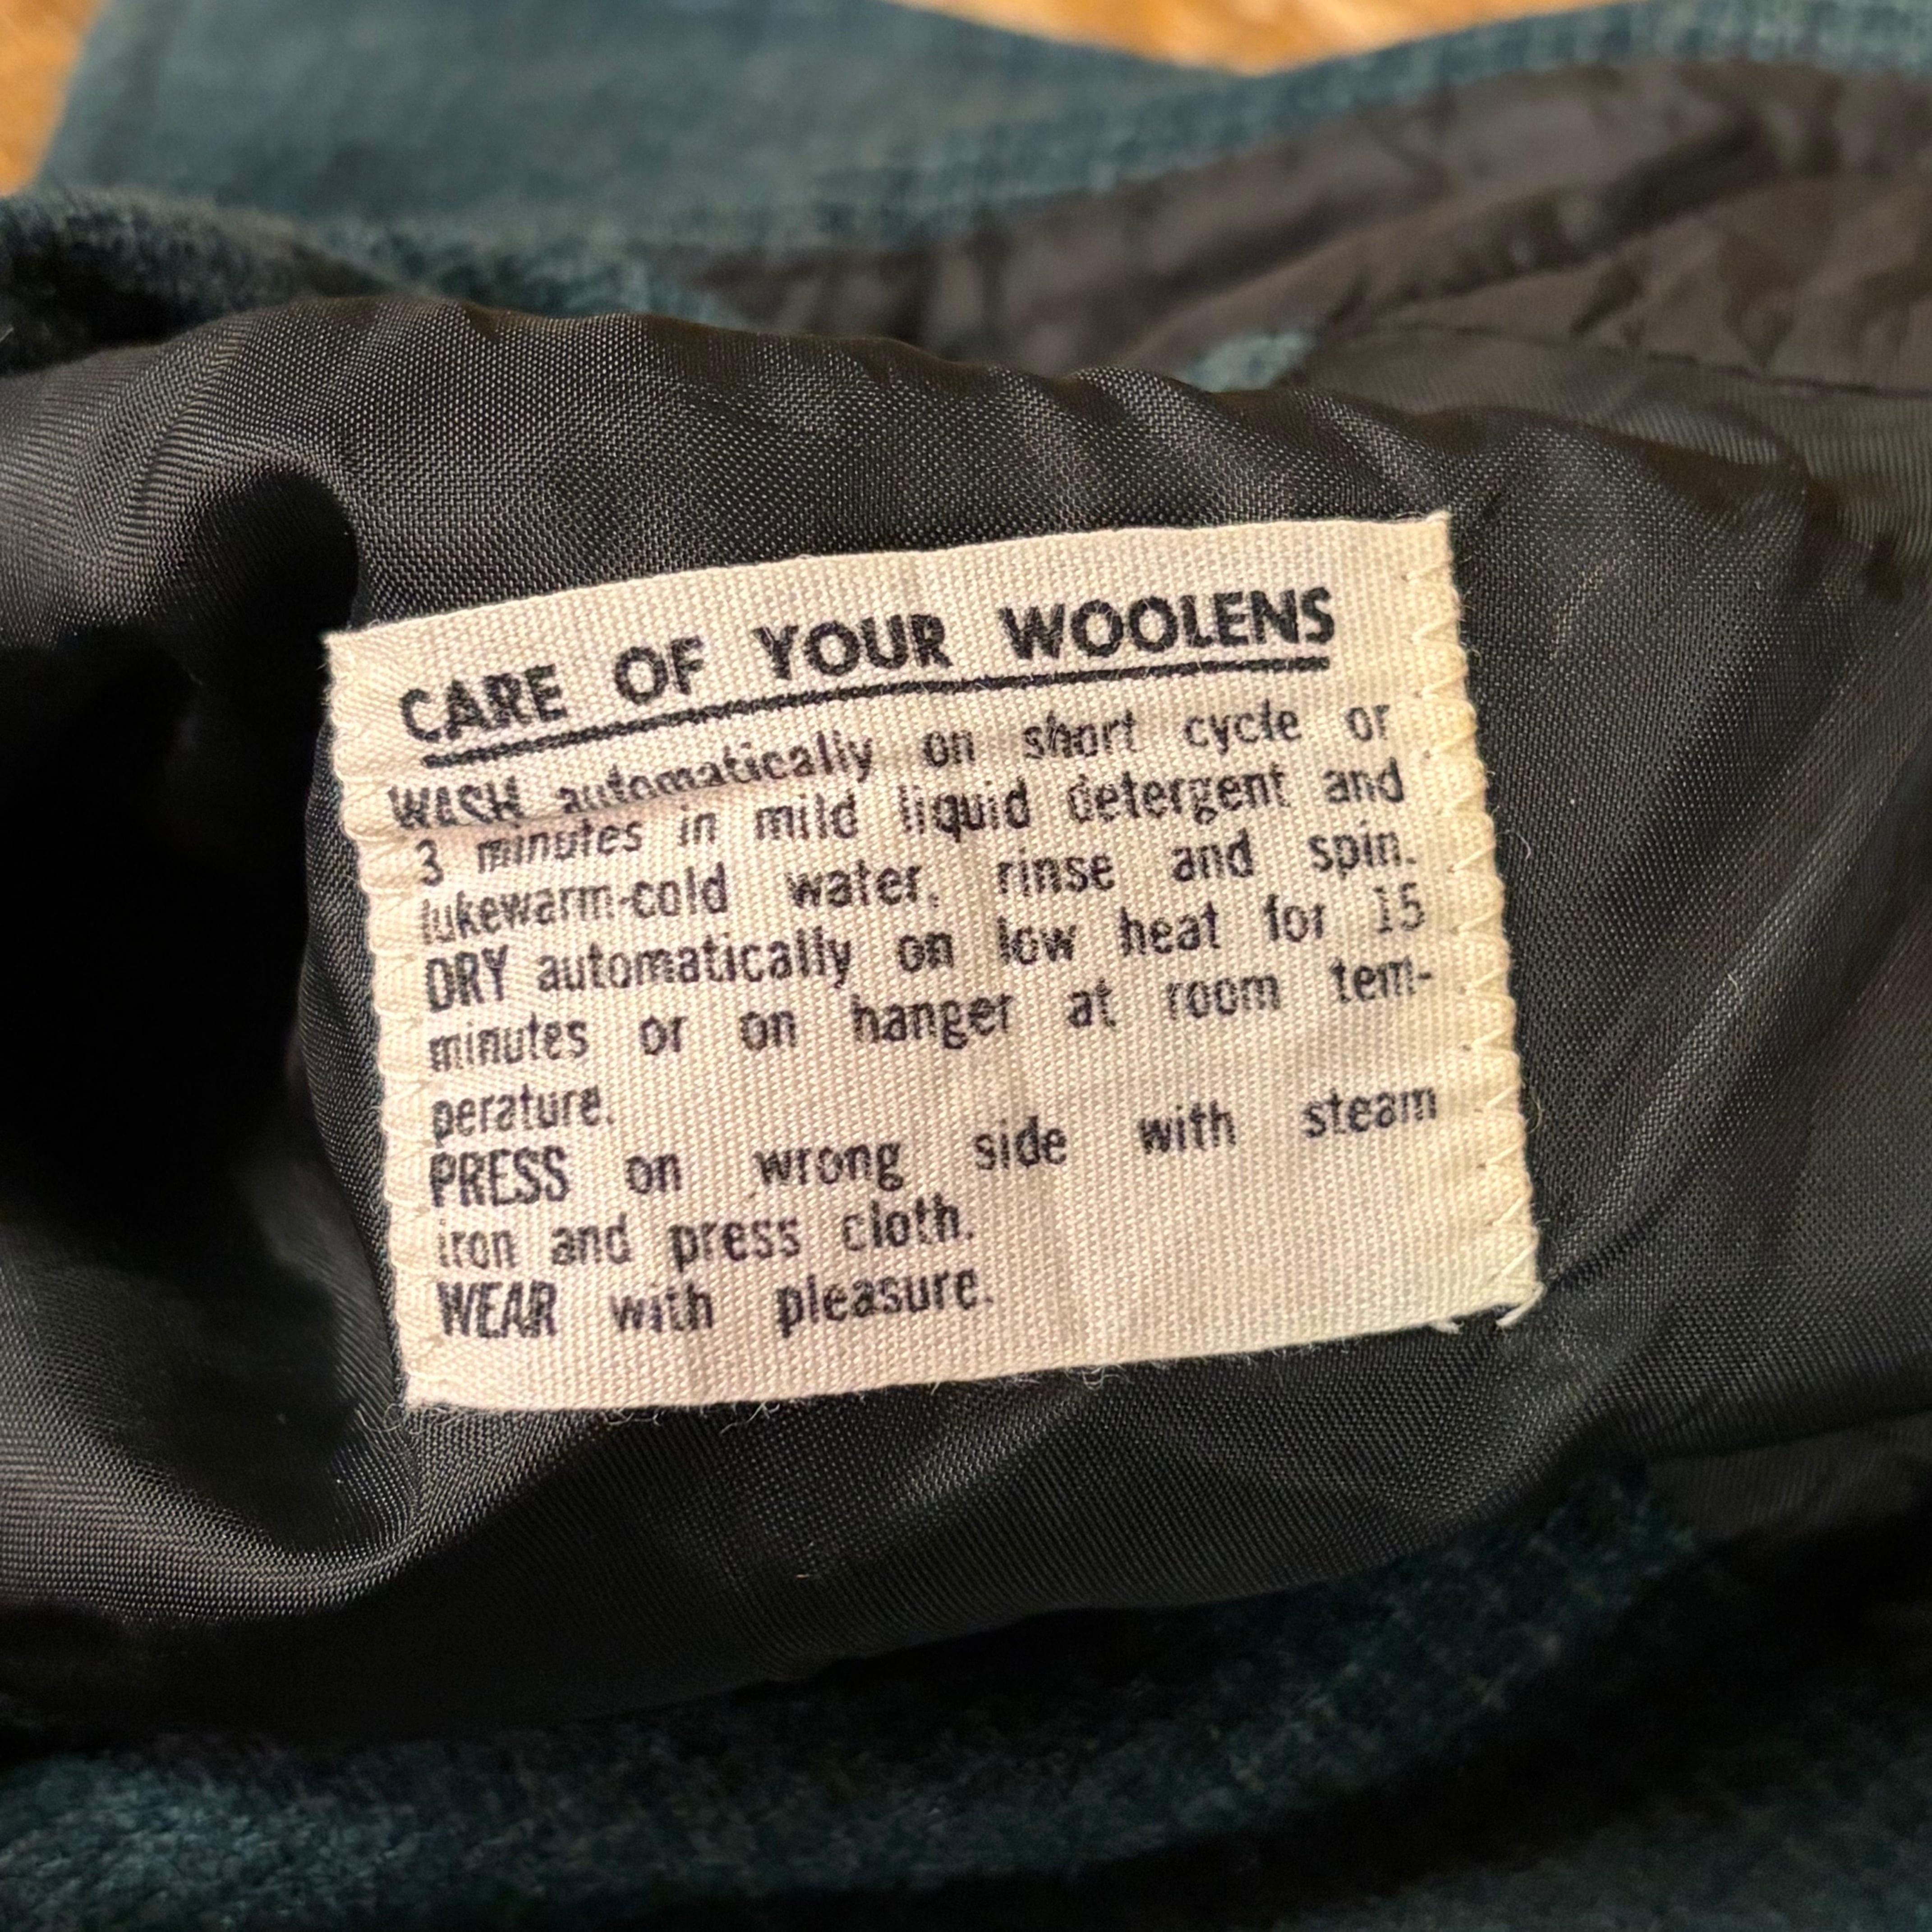 CARE OF YOUR WOOLENS
WASH automatically on short cycle or
3 minutes in mild liquid detergent and
lukewarm-cold water, rinse and spin.
DRY automatically on low heat for 15
minutes or on hanger at room tem-
perature.
PRESS on wrong side with steam
iron and press cloth.
WEAR with pleasure.